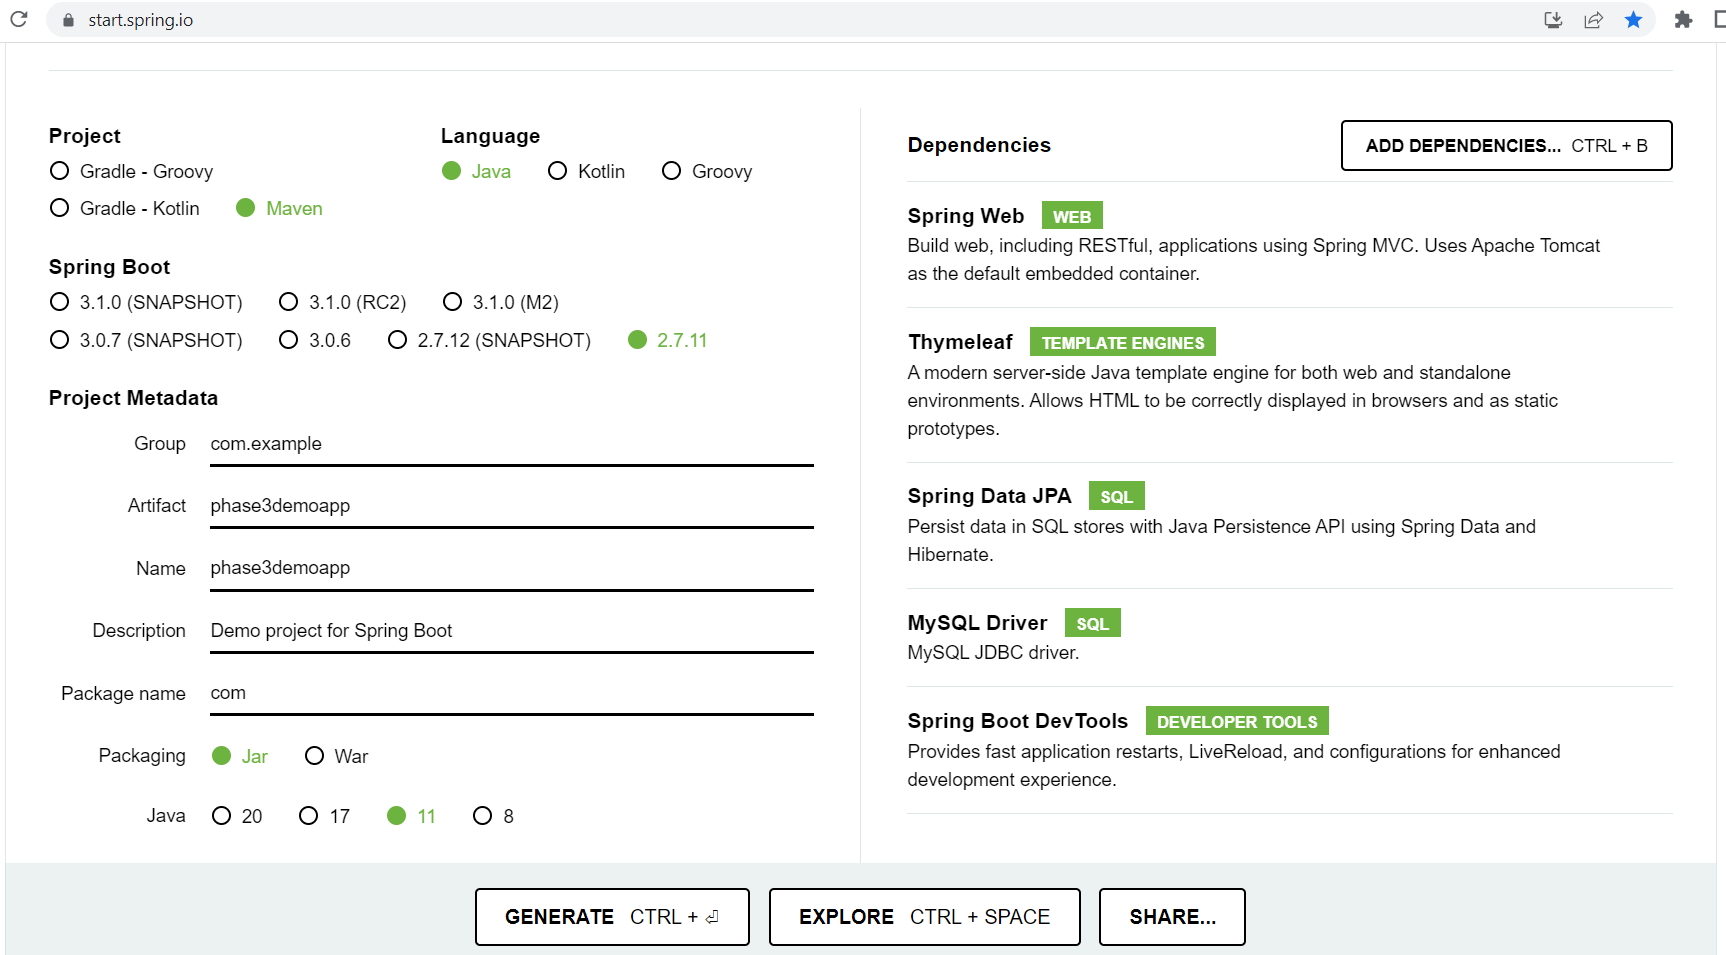 start.spring.io
Project
Gradle - Groovy
Gradle - Kotlin Maven
Language
Java Kotlin Groovy
Spring Boot
3.1.0 (SNAPSHOT) 3.1.0 (RC2) 3.1.0 (M2)
3.0.7 (SNAPSHOT) 3.0.6 2.7.12 (SNAPSHOT) 2.7.11
Project Metadata
Group com.example
Artifact phase3demoapp
Name phase3demoapp
Description Demo project for Spring Boot
Package name com
Packaging Jar War
Java 20 17 11 8
Dependencies ADD DEPENDENCIES... CTRL + B
Spring Web WEB
Build web, including RESTful, applications using Spring MVC. Uses Apache Tomcat
as the default embedded container.
Thymeleaf TEMPLATE ENGINES
A modern server-side Java template engine for both web and standalone
environments. Allows HTML to be correctly displayed in browsers and as static
prototypes.
Spring Data JPA SQL
Persist data in SQL stores with Java Persistence API using Spring Data and
Hibernate.
MySQL Driver SQL
MySQL JDBC driver.
Spring Boot DevTools DEVELOPER TOOLS
Provides fast application restarts, LiveReload, and configurations for enhanced
development experience.
GENERATE CTRL + ⏎ EXPLORE CTRL + SPACE SHARE...